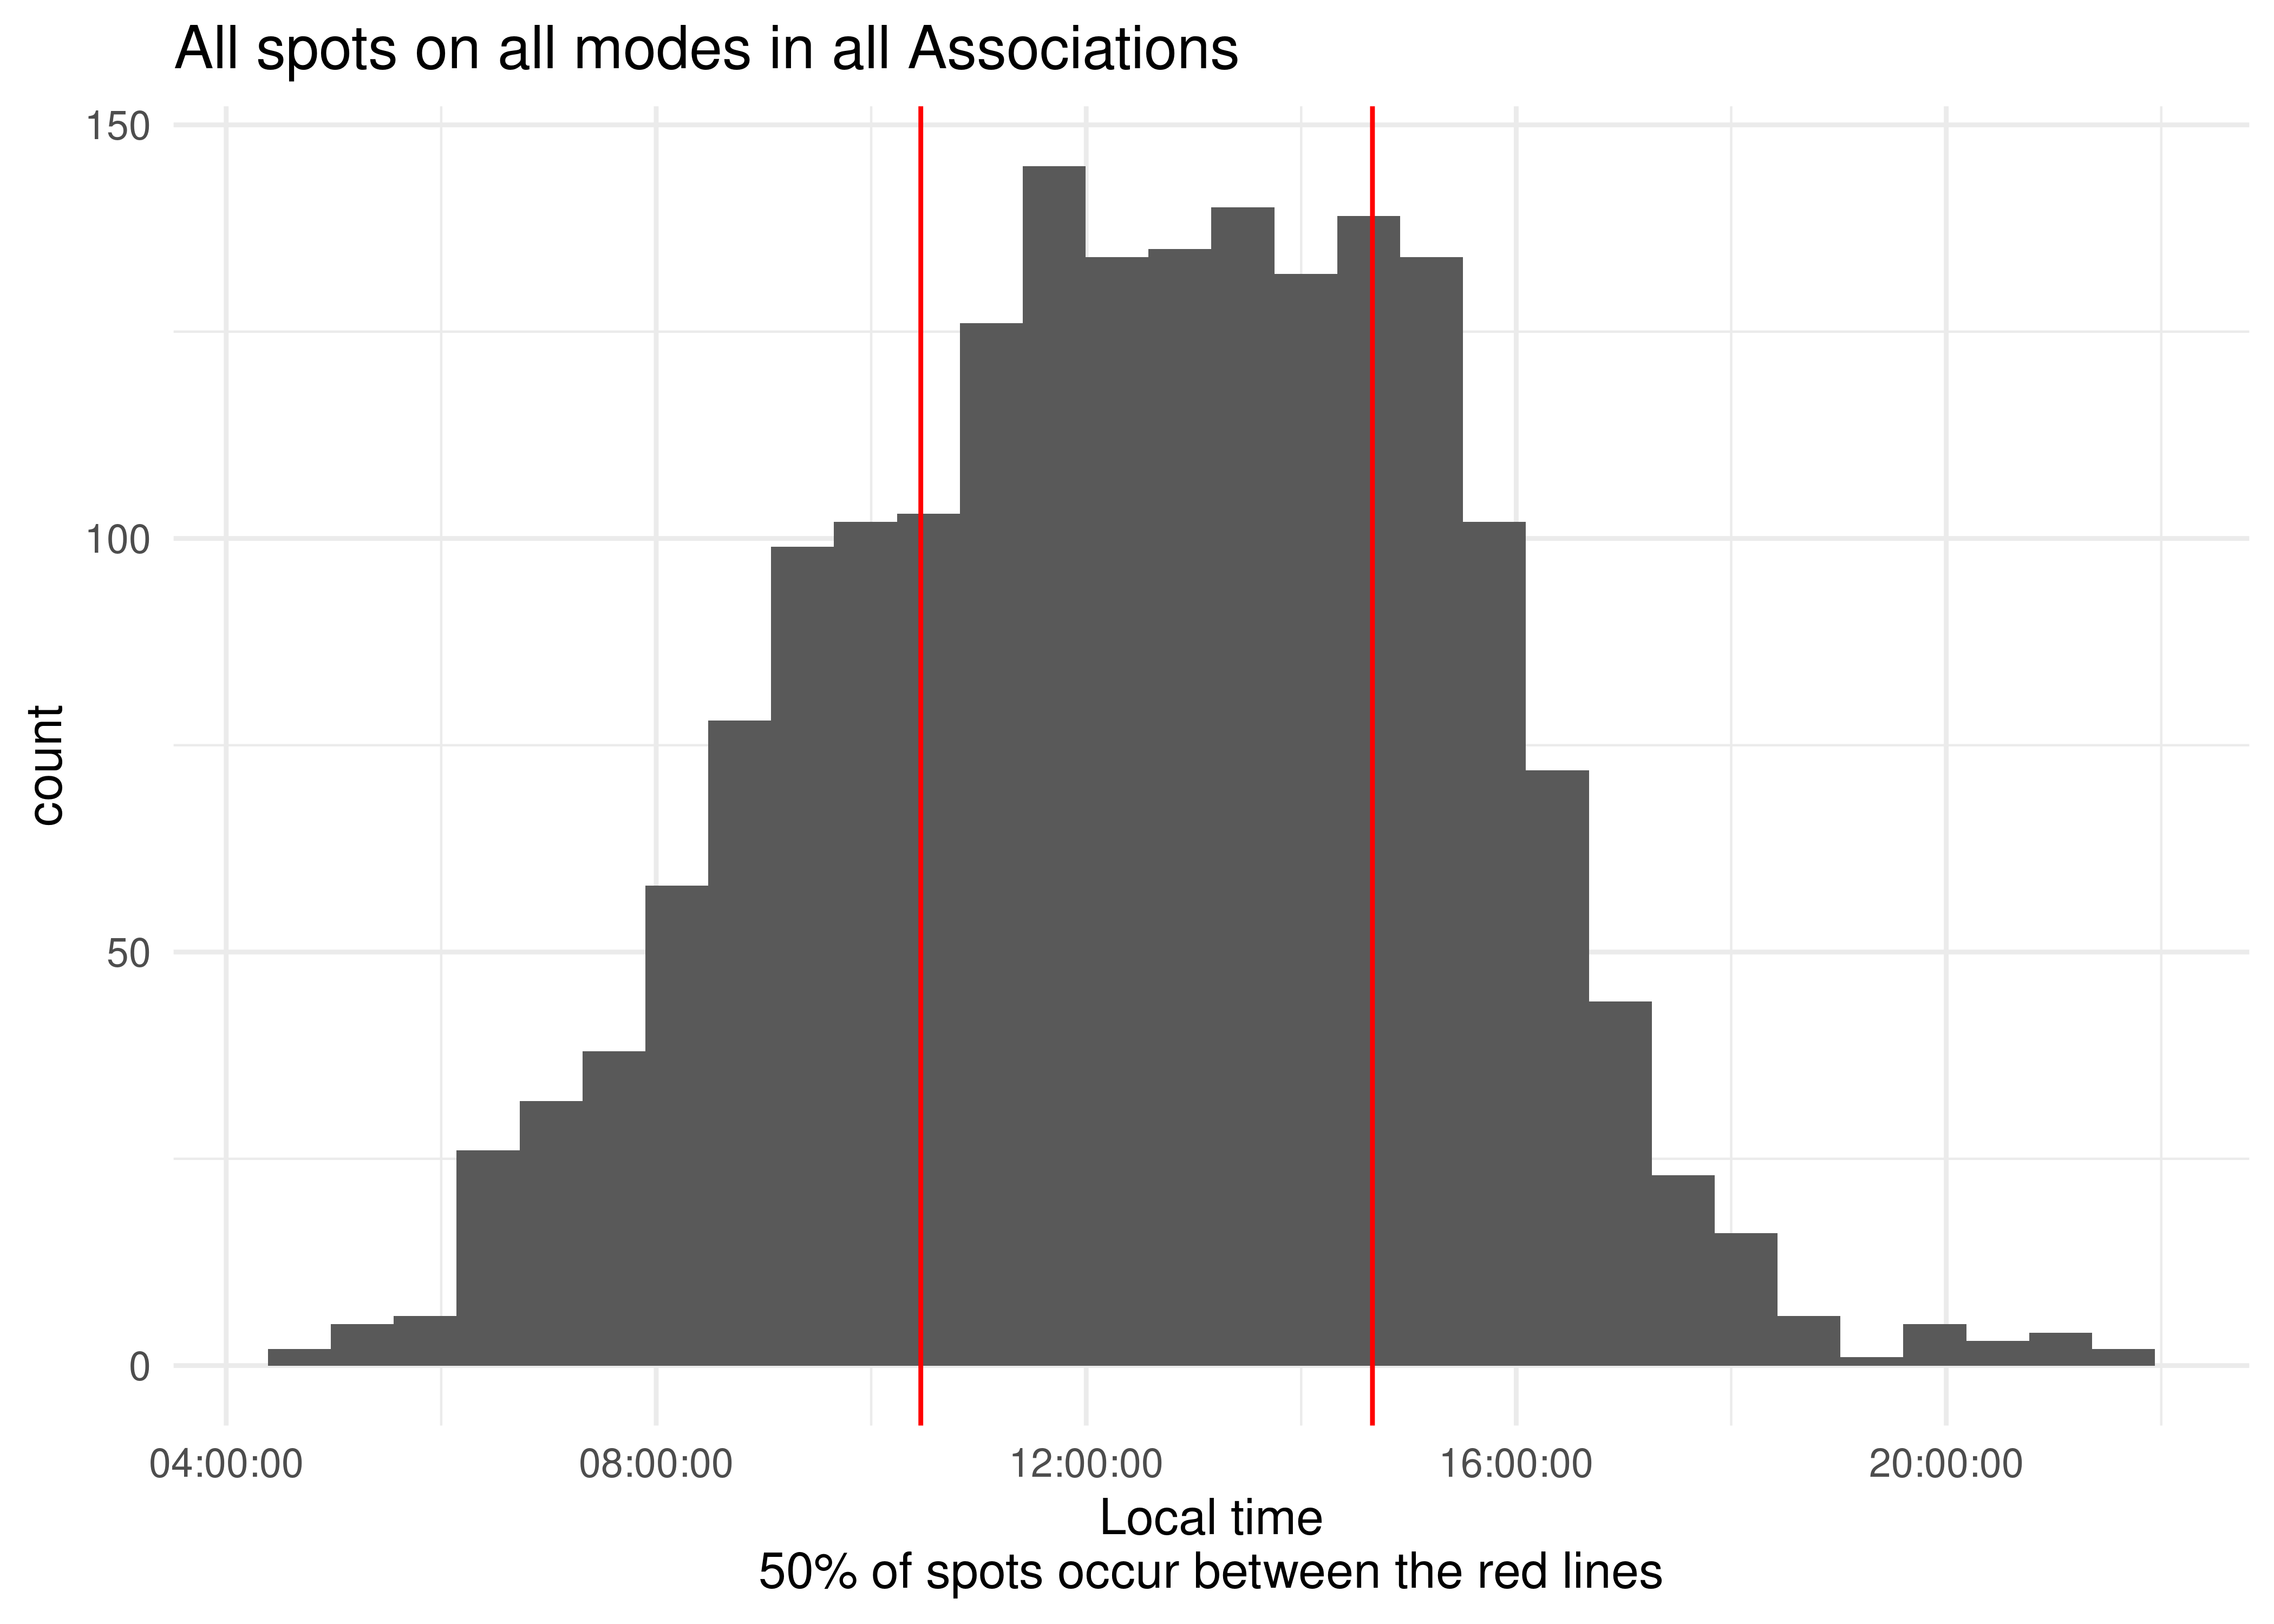 All spots on all modes in all Associations
150
100
50
0
count
04:00:00 08:00:00 12:00:00 16:00:00 20:00:00
Local time
50% of spots occur between the red lines